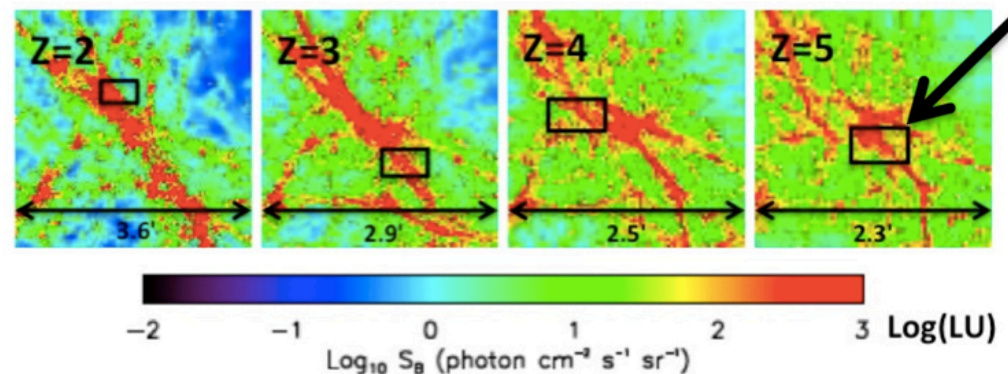 Z=2 Z=3 Z=4 Z=5
3.6' 2.9' 2.5' 2.3'
−2 −1 0 1 2 3 Log(LU)
Log₁₀ S_B (photon cm⁻² s⁻¹ sr⁻¹)